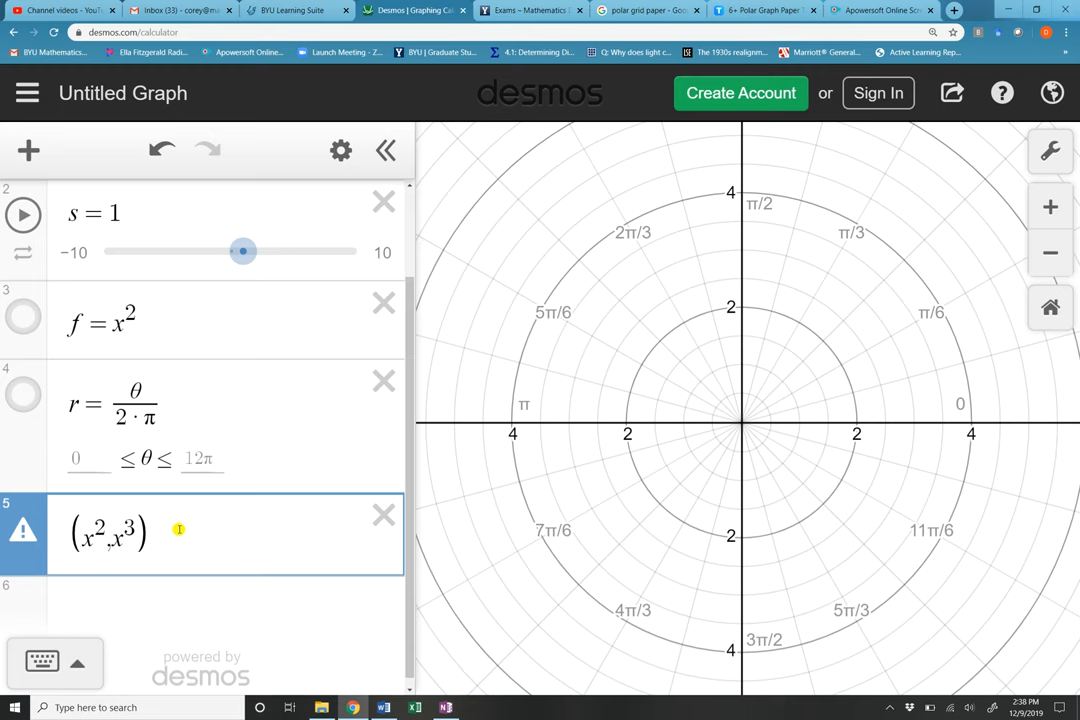 Channel videos - YouT
Inbox (33) - corey@ma
BYU Learning Suite
Desmos | Graphing Ca
Exams – Mathematics
polar grid paper - Goo
6+ Polar Graph Paper T
Apowersoft Online Scr
desmos.com/calculator
BYU Mathematics...
Ella Fitzgerald Radi...
Apowersoft Online...
Launch Meeting - Z...
BYU | Graduate Stu...
4.1: Determining Di...
Q: Why does light c...
The 1930s realignm...
Marriott® General...
Active Learning Rep...
Untitled Graph
desmos
Create Account
or
Sign In
2
s = 1
−10
10
3
f = x²
4
r = θ / 2 · π
0 ≤ θ ≤ 12π
5
(x²,x³)
6
powered by
desmos
4
π/2
2π/3
π/3
2
5π/6
π/6
π
0
4
2
2
4
2
7π/6
11π/6
4π/3
5π/3
4
3π/2
Type here to search
2:38 PM
12/9/2019